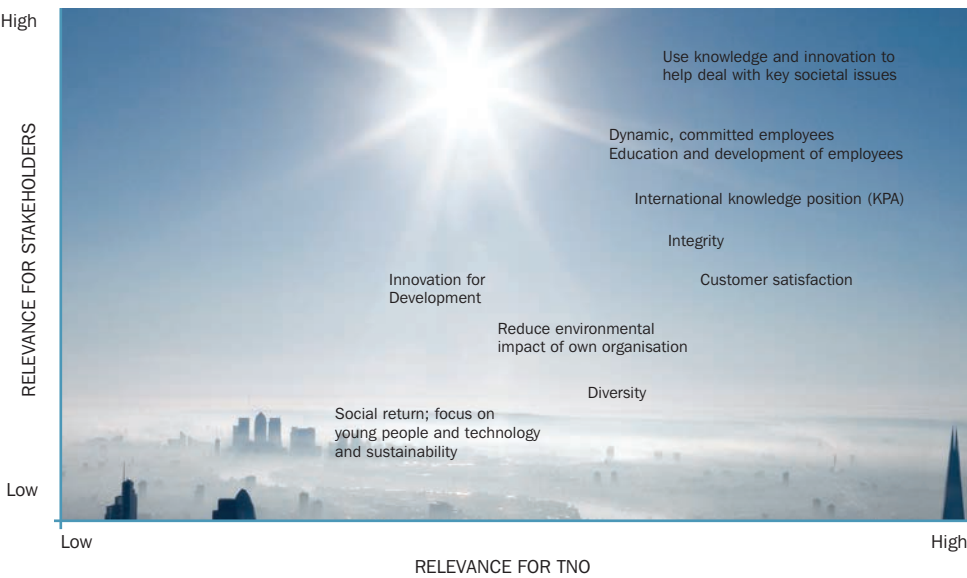 High
Use knowledge and innovation to
help deal with key societal issues
Dynamic, committed employees
Education and development of employees
International knowledge position (KPA)
Integrity
Innovation for
Development
Customer satisfaction
Reduce environmental
impact of own organisation
Diversity
Social return; focus on
young people and technology
and sustainability
RELEVANCE FOR STAKEHOLDERS
Low
Low
High
RELEVANCE FOR TNO